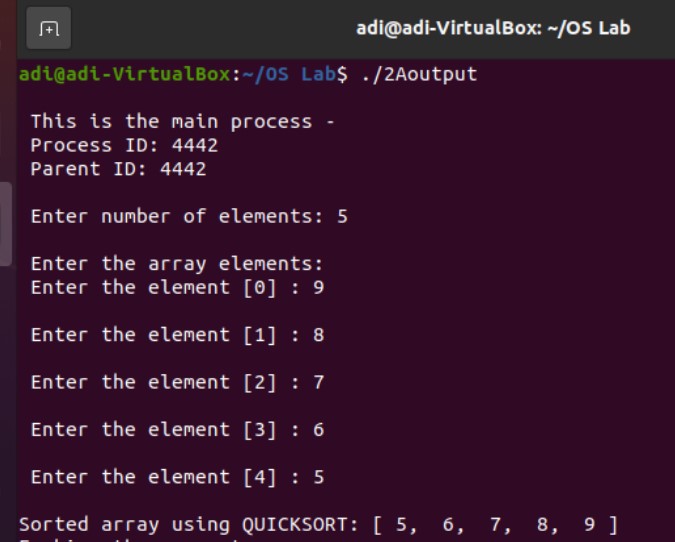 adi@adi-VirtualBox: ~/OS Lab
adi@adi-VirtualBox:~/OS Lab$ ./2Aoutput
This is the main process -
Process ID: 4442
Parent ID: 4442
Enter number of elements: 5
Enter the array elements:
Enter the element [0] : 9
Enter the element [1] : 8
Enter the element [2] : 7
Enter the element [3] : 6
Enter the element [4] : 5
Sorted array using QUICKSORT: [ 5,  6,  7,  8,  9 ]